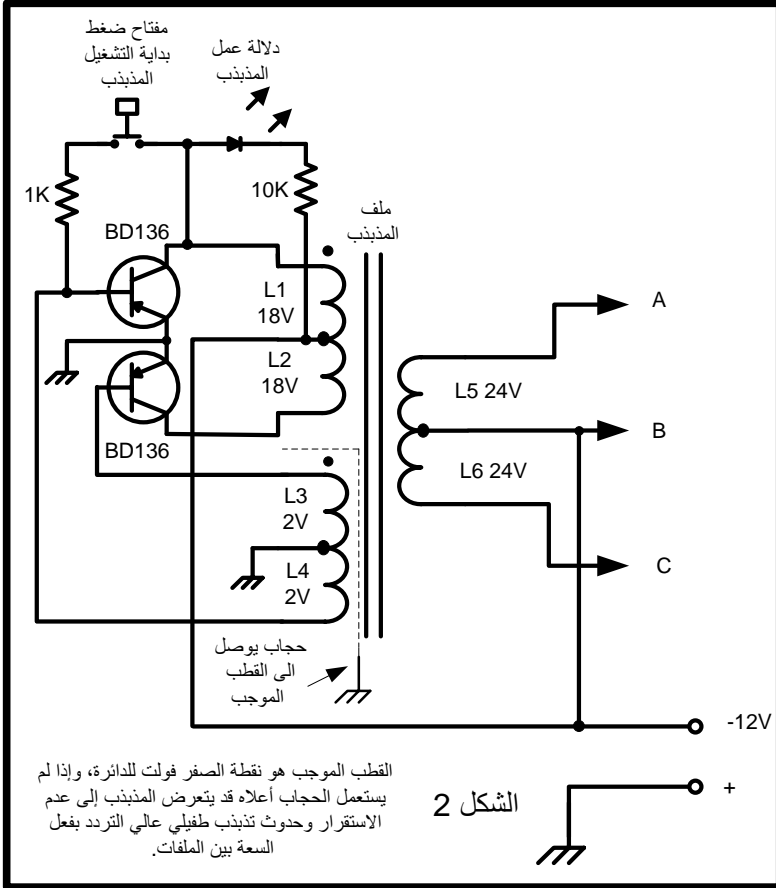 مفتاح ضغط
بداية التشغيل
المذبذب
دلالة عمل
المذبذب
1K
10K
BD136
ملف
المذبذب
L1
18V
L2
18V
BD136
L3
2V
L4
2V
A
L5 24V
B
L6 24V
C
حجاب يوصل
الى القطب
الموجب
-12V
+
القطب الموجب هو نقطة الصفر فولت للدائرة، وإذا لم
يستعمل الحجاب أعلاه قد يتعرض المذبذب إلى عدم
الاستقرار وحدوث تذبذب طفيلي عالي التردد بفعل
السعة بين الملفات.
الشكل 2